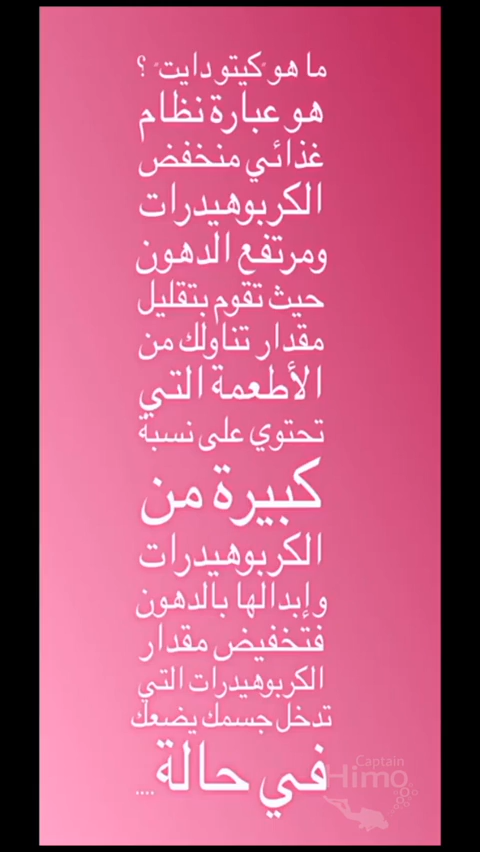 ما هو "كيتو دايت" ؟
هو عبارة نظام
غذائي منخفض
الكربوهيدرات
ومرتفع الدهون
حيث تقوم بتقليل
مقدار تناولك من
الأطعمة التي
تحتوي على نسبة
كبيرة من
الكربوهيدرات
وإبدالها بالدهون
فتخفيض مقدار
الكربوهيدرات التي
تدخل جسمك يضعك
في حالة....
Captain
Himo